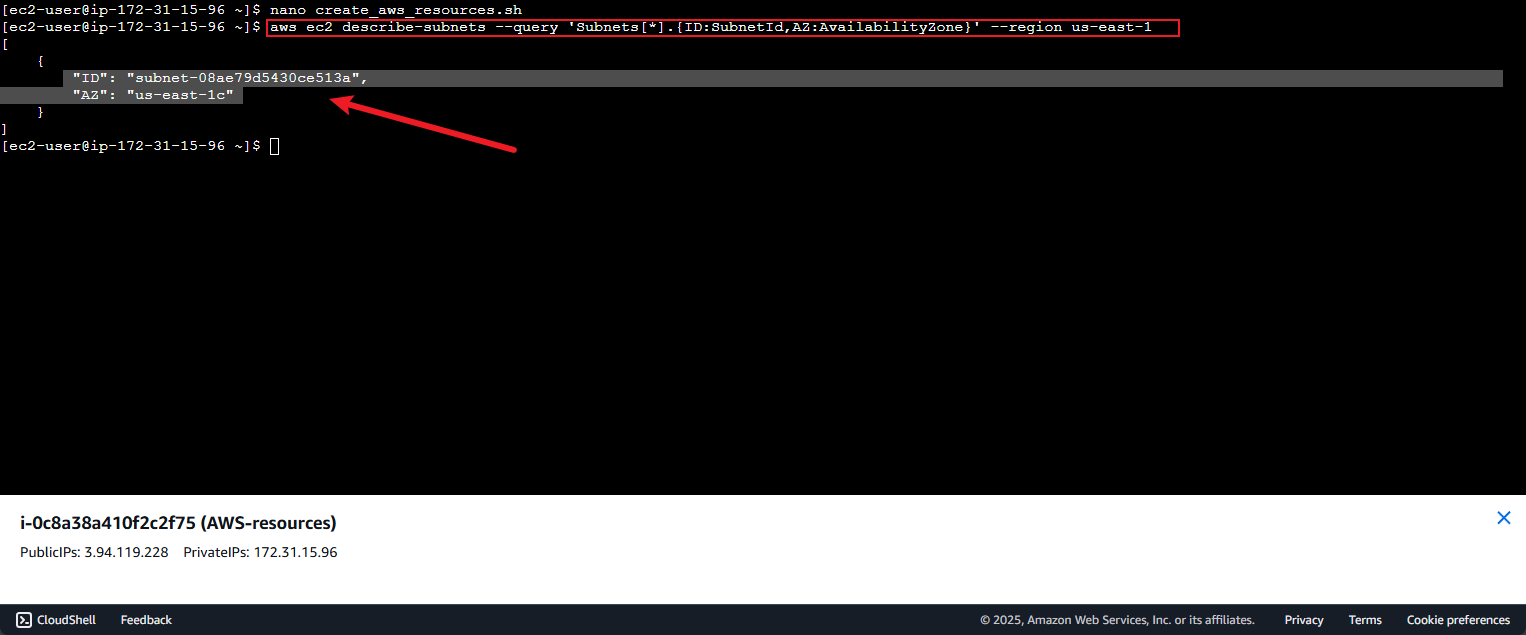 [ec2-user@ip-172-31-15-96 ~]$ nano create_aws_resources.sh
[ec2-user@ip-172-31-15-96 ~]$ aws ec2 describe-subnets --query 'Subnets[*].{ID:SubnetId,AZ:AvailabilityZone}' --region us-east-1
[
    {
        "ID": "subnet-08ae79d5430ce513a",
        "AZ": "us-east-1c"
    }
]
[ec2-user@ip-172-31-15-96 ~]$
i-0c8a38a410f2c2f75 (AWS-resources)
PublicIPs: 3.94.119.228 PrivateIPs: 172.31.15.96
CloudShell Feedback © 2025, Amazon Web Services, Inc. or its affiliates. Privacy Terms Cookie preferences